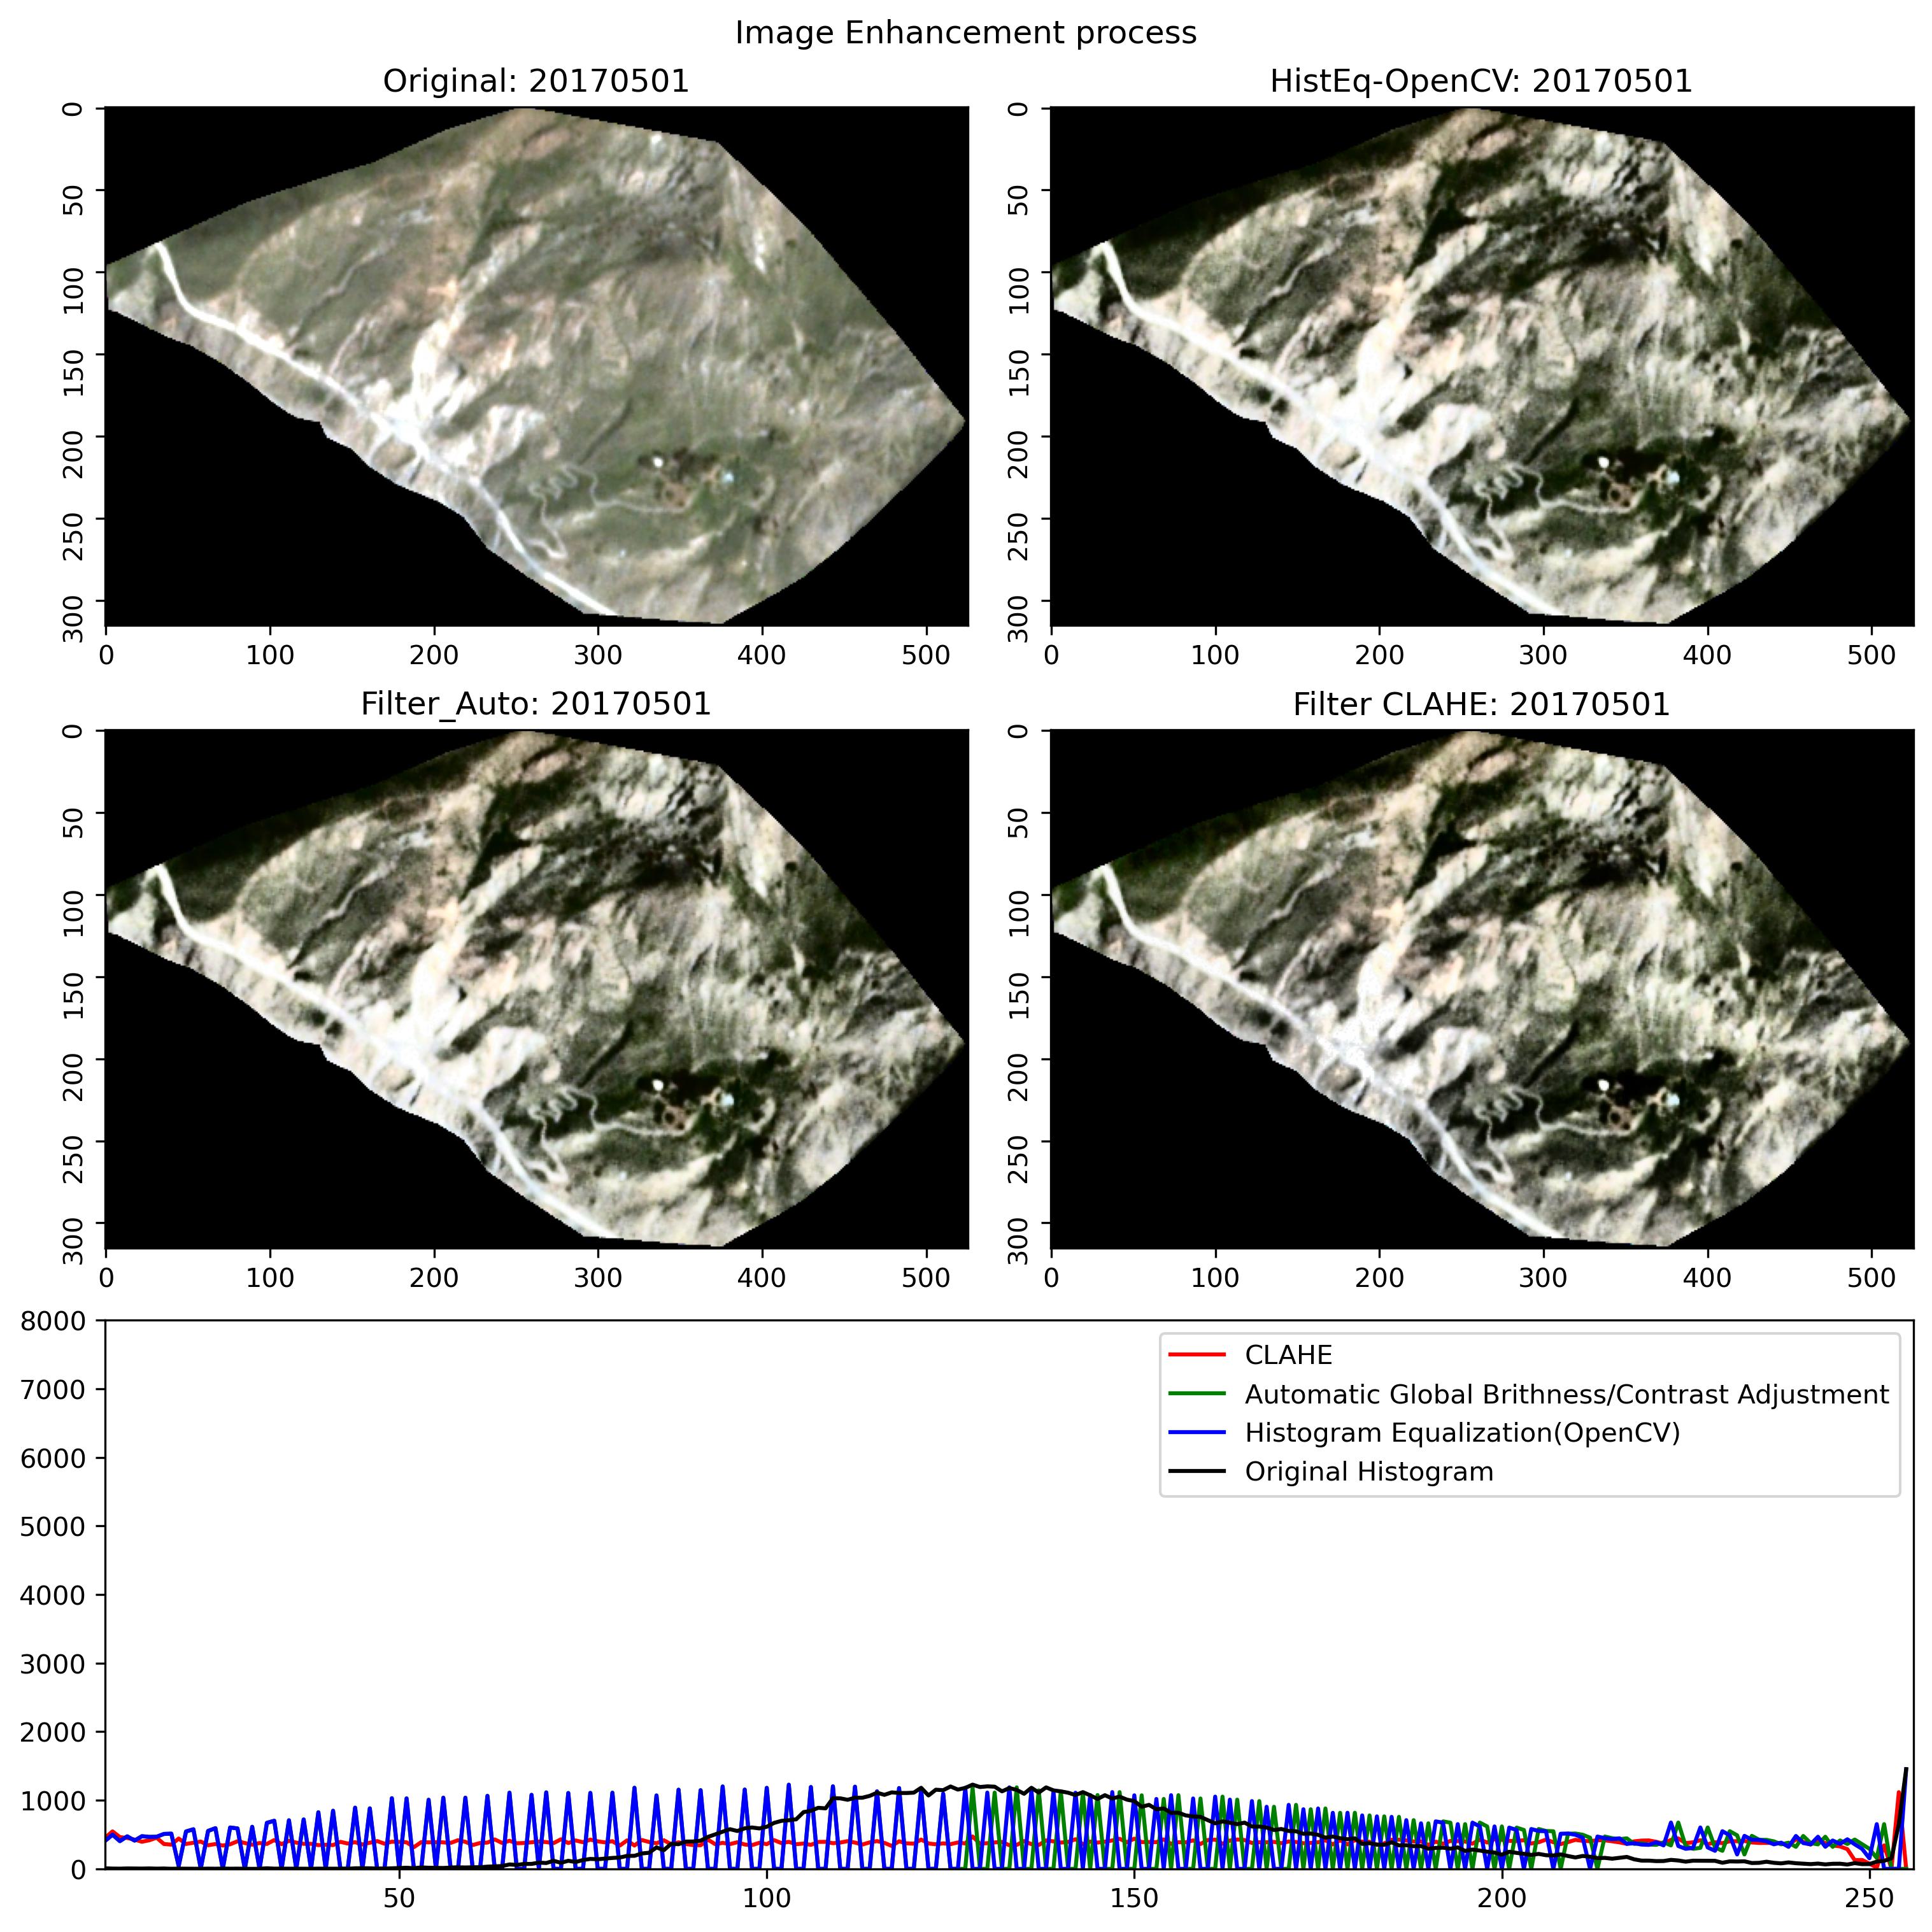 Image Enhancement process
Original: 20170501
HistEq-OpenCV: 20170501
0
50
100
150
200
250
300
0 100 200 300 400 500
0
50
100
150
200
250
300
0 100 200 300 400 500
Filter_Auto: 20170501
Filter CLAHE: 20170501
0
50
100
150
200
250
300
0 100 200 300 400 500
0
50
100
150
200
250
300
0 100 200 300 400 500
8000
7000
6000
5000
4000
3000
2000
1000
0
CLAHE
Automatic Global Brithness/Contrast Adjustment
Histogram Equalization(OpenCV)
Original Histogram
50 100 150 200 250